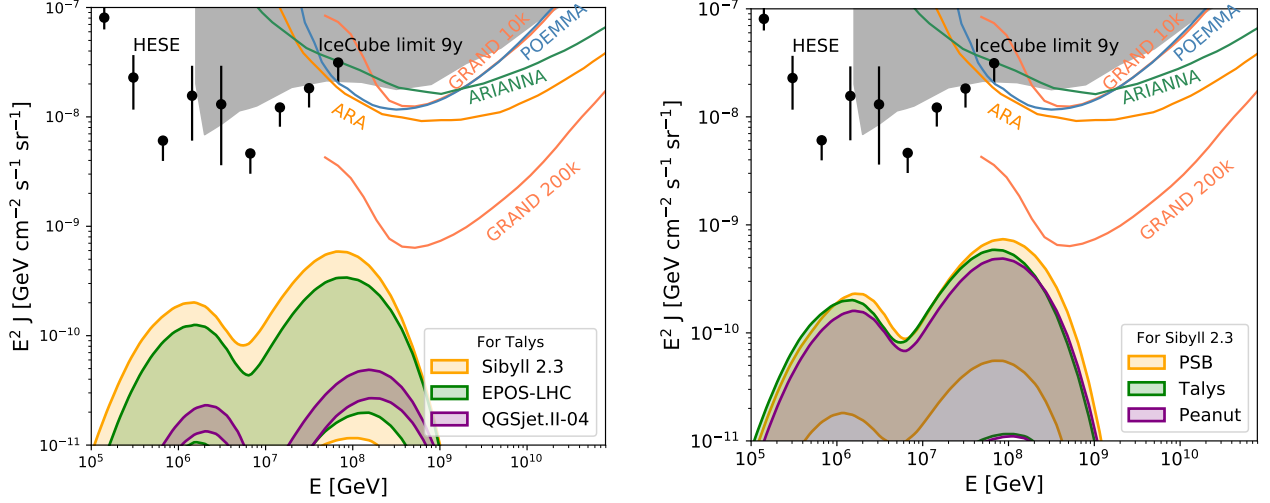 10⁻⁷
10⁻⁸
10⁻⁹
10⁻¹⁰
10⁻¹¹
E² J [GeV cm⁻² s⁻¹ sr⁻¹]
HESE
IceCube limit 9y
GRAND 10k
POEMMA
ARIANNA
ARA
GRAND 200k
For Talys
Sibyll 2.3
EPOS-LHC
QGSjet.II-04
10⁵ 10⁶ 10⁷ 10⁸ 10⁹ 10¹⁰
E [GeV]
10⁻⁷
10⁻⁸
10⁻⁹
10⁻¹⁰
10⁻¹¹
E² J [GeV cm⁻² s⁻¹ sr⁻¹]
HESE
IceCube limit 9y
GRAND 10k
POEMMA
ARIANNA
ARA
GRAND 200k
For Sibyll 2.3
PSB
Talys
Peanut
10⁵ 10⁶ 10⁷ 10⁸ 10⁹ 10¹⁰
E [GeV]